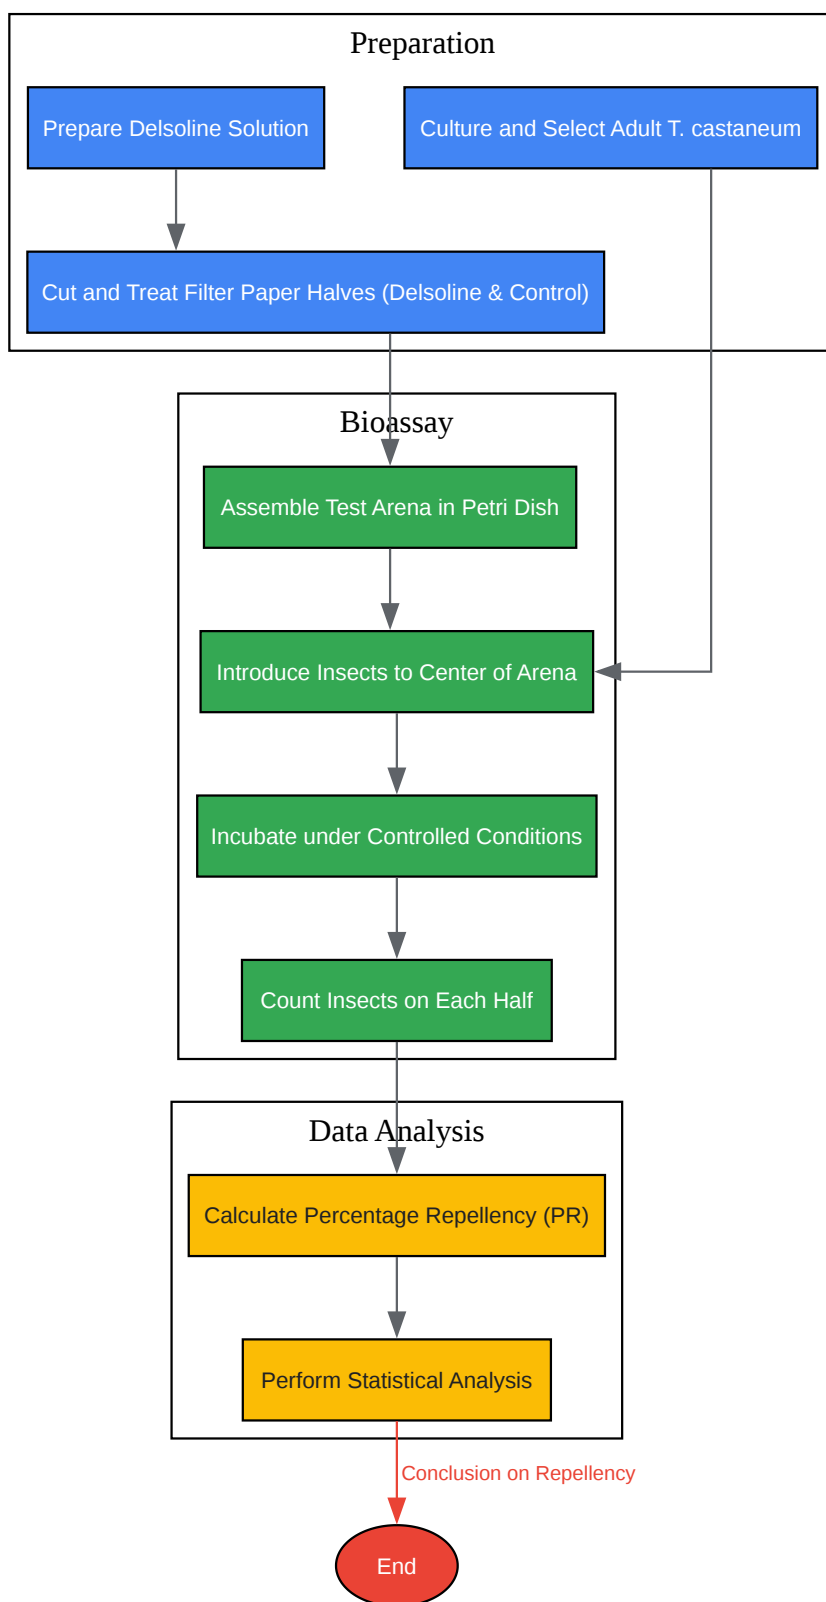 Preparation
Prepare Delsoline Solution
Culture and Select Adult T. castaneum
Cut and Treat Filter Paper Halves (Delsoline & Control)
Bioassay
Assemble Test Arena in Petri Dish
Introduce Insects to Center of Arena
Incubate under Controlled Conditions
Count Insects on Each Half
Data Analysis
Calculate Percentage Repellency (PR)
Perform Statistical Analysis
Conclusion on Repellency
End